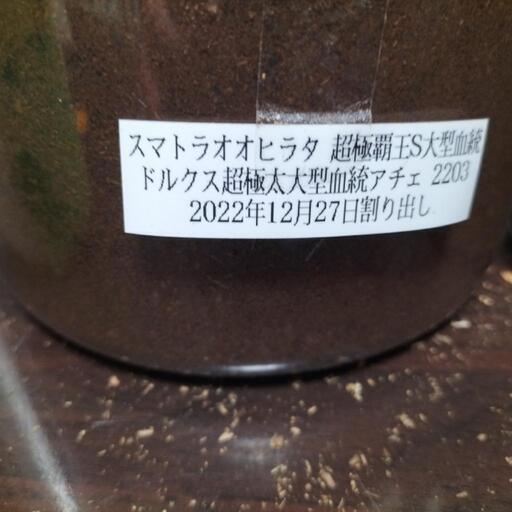 スマトラオオヒラタ 超極覇王S大型血統
ドルクス超極太大型血統アチェ 2203
2022年12月27日割り出し